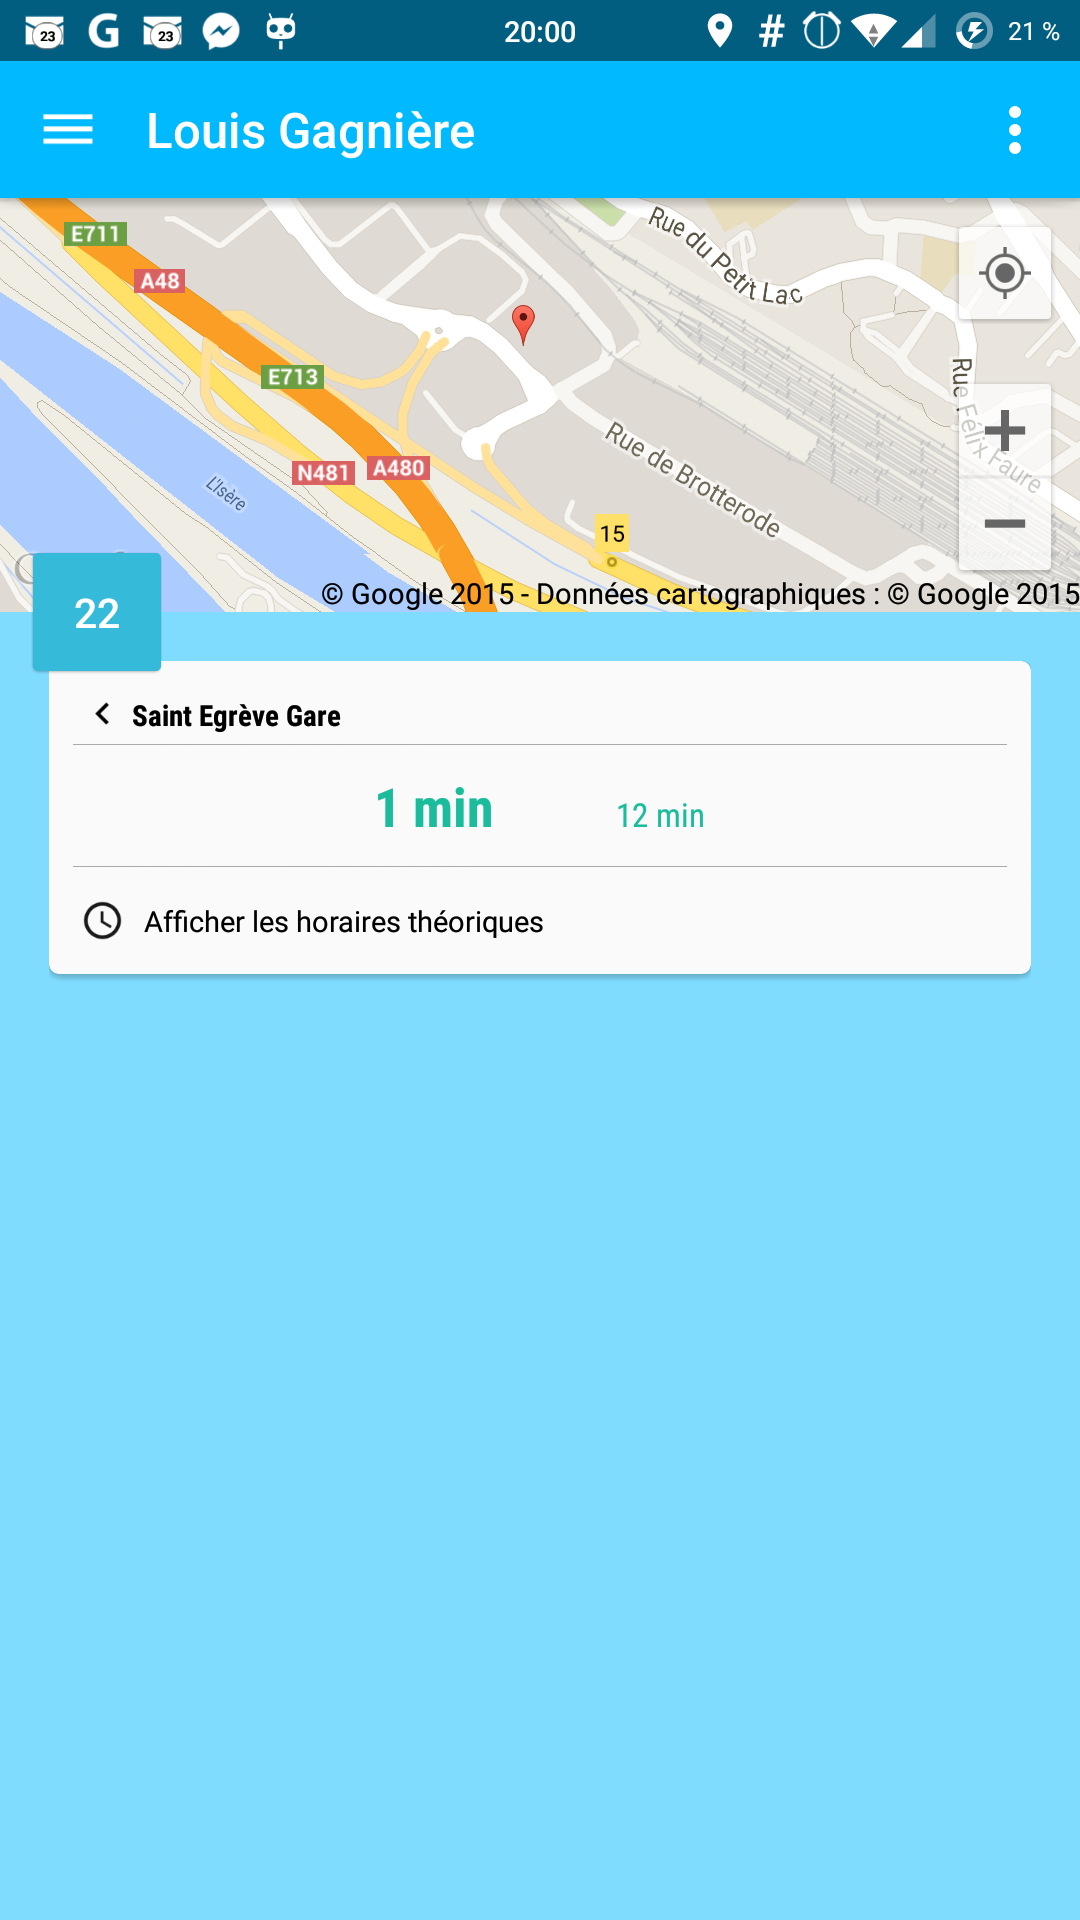 23 G 23 20:00 # 21 %
Louis Gagnière
E711
A48
E713
N481
A480
L'Isère
Rue du Petit Lac
Rue Félix Faure
Rue de Brotterode
15
© Google 2015 - Données cartographiques : © Google 2015
22
Saint Egrève Gare
1 min 12 min
Afficher les horaires théoriques